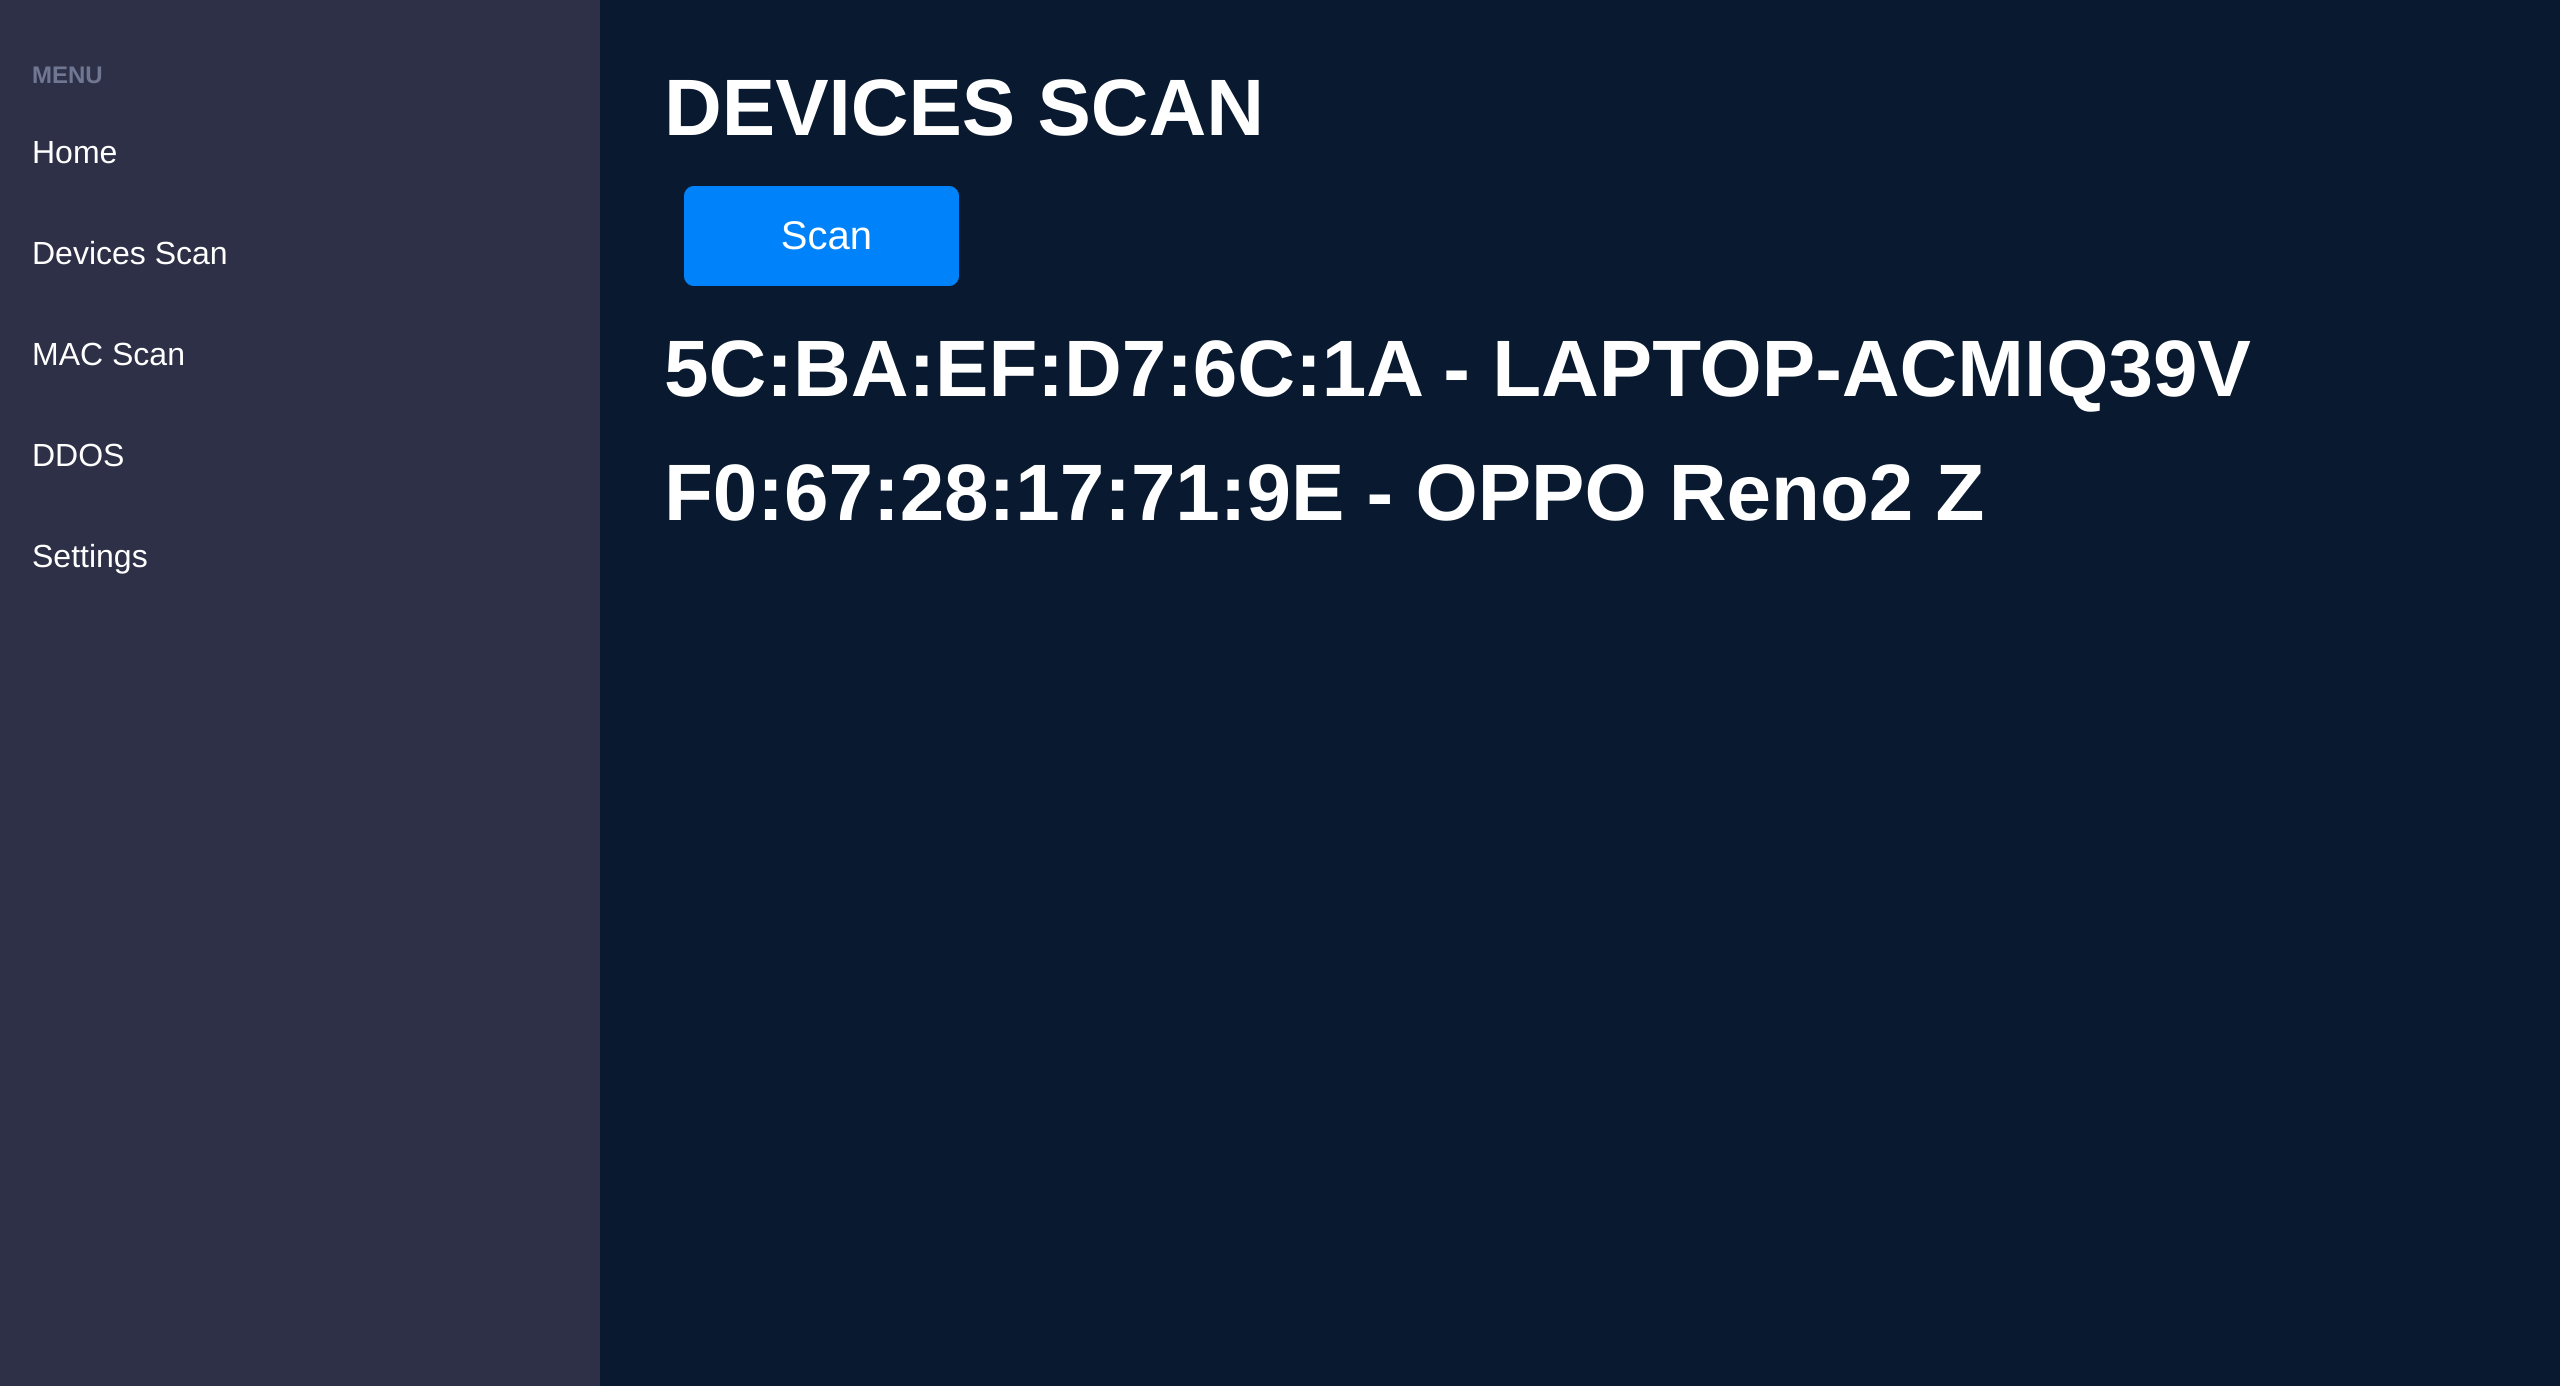 MENU
Home
Devices Scan
MAC Scan
DDOS
Settings
DEVICES SCAN
Scan
5C:BA:EF:D7:6C:1A - LAPTOP-ACMIQ39V
F0:67:28:17:71:9E - OPPO Reno2 Z